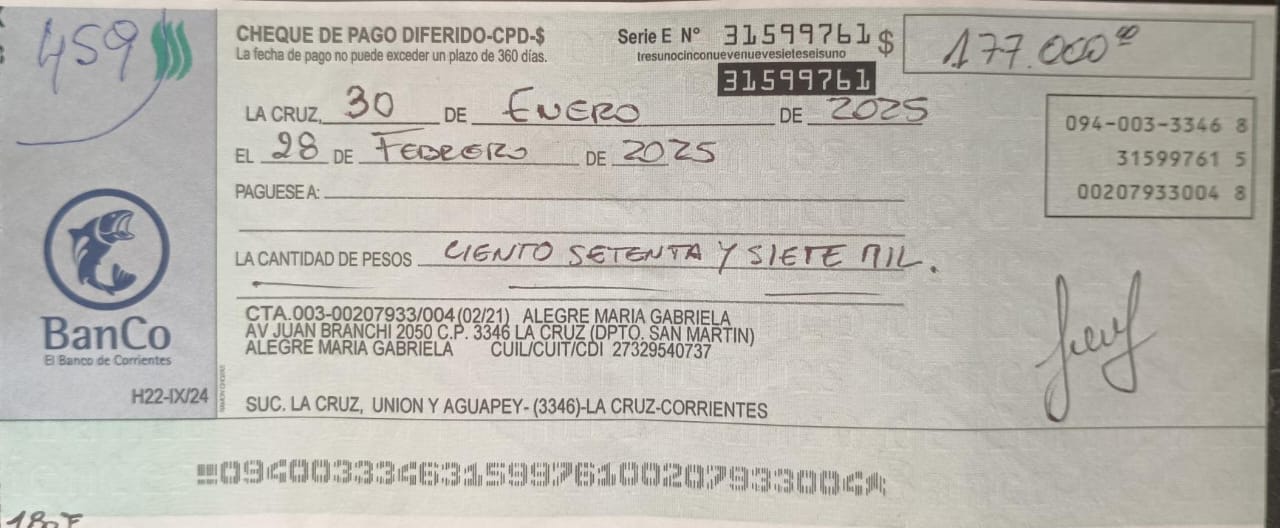 459
CHEQUE DE PAGO DIFERIDO-CPD-$
La fecha de pago no puede exceder un plazo de 360 días.
Serie E Nº 31599761
tresunocinconuevenuevesieteseisuno
31599761
$ 177.000 00
LA CRUZ, 30 DE ENERO DE 2025
EL 28 DE FEBRERO DE 2025
094-003-3346 8
31599761 5
00207933004 8
PAGUESE A:
LA CANTIDAD DE PESOS CIENTO SETENTA Y SIETE MIL.
CTA.003-00207933/004 (02/21) ALEGRE MARIA GABRIELA
AV JUAN BRANCHI 2050 C.P. 3346 LA CRUZ (DPTO. SAN MARTIN)
ALEGRE MARIA GABRIELA CUIL/CUIT/CDI 27329540737
SUC. LA CRUZ, UNION Y AGUAPEY- (3346)-LA CRUZ-CORRIENTES
BanCo
El Banco de Corrientes
H22-IX/24
09400333463159976100207933004